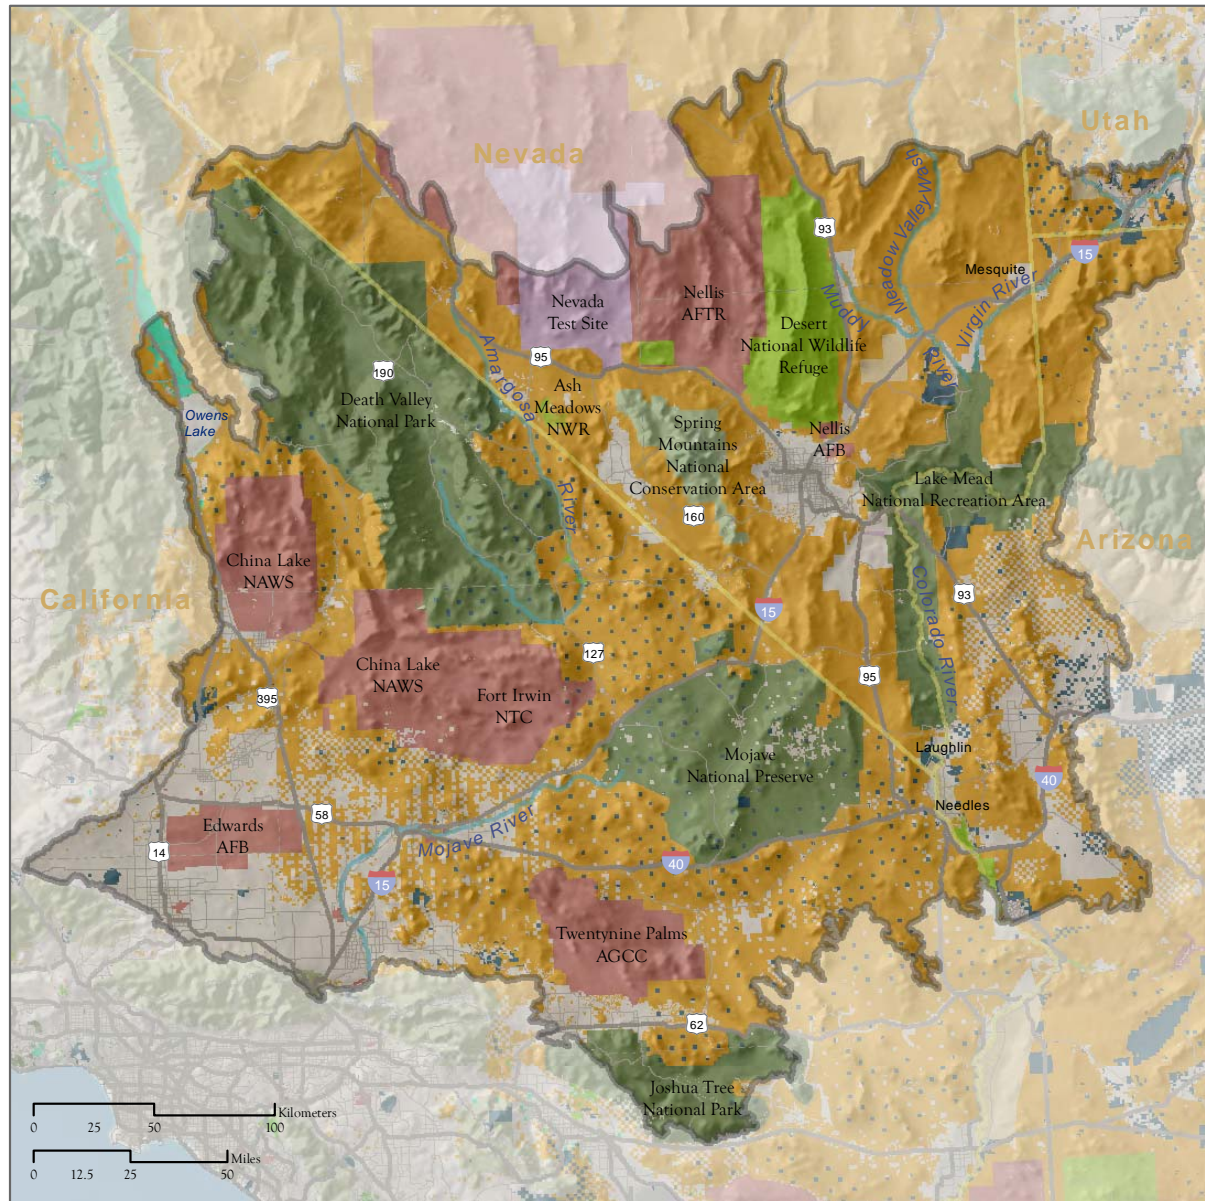 Utah
Nevada
Meadow Valley Wash
93
15
Mesquite
Virgin River
Muddy
River
Nevada
Test Site
Nellis
AFTR
Desert
National Wildlife
Refuge
95
190
Death Valley
National Park
Amargosa
River
Ash
Meadows
NWR
Owens
Lake
Spring
Mountains
National
Conservation Area
Nellis
AFB
Lake Mead
National Recreation Area
160
Arizona
California
China Lake
NAWS
Colorado River
93
15
127
95
China Lake
NAWS
Fort Irwin
NTC
395
Mojave
National Preserve
Laughlin
40
Needles
58
Edwards
AFB
14
Mojave River
40
15
Twentynine Palms
AGCC
62
Joshua Tree
National Park
Kilometers
0 25 50 100
Miles
0 12.5 25 50